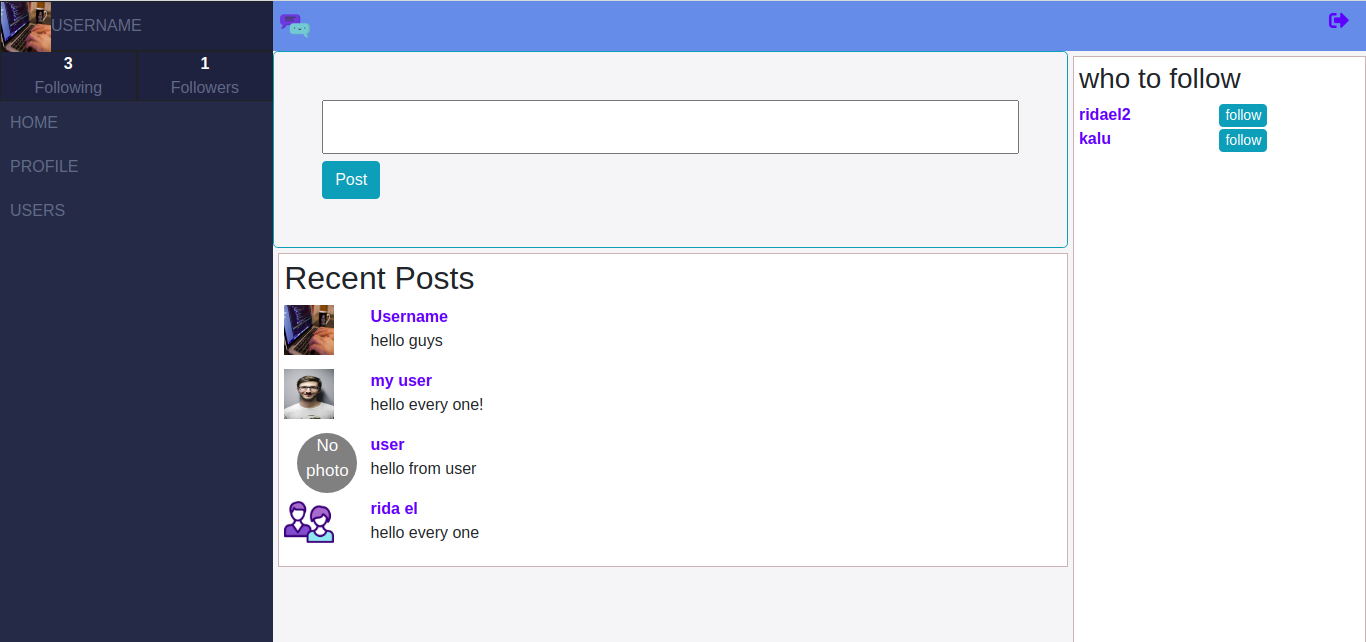 USERNAME
3
Following
1
Followers
HOME
PROFILE
USERS
Post
Recent Posts
Username
hello guys
my user
hello every one!
No
photo
user
hello from user
rida el
hello every one
who to follow
ridael2 follow
kalu follow